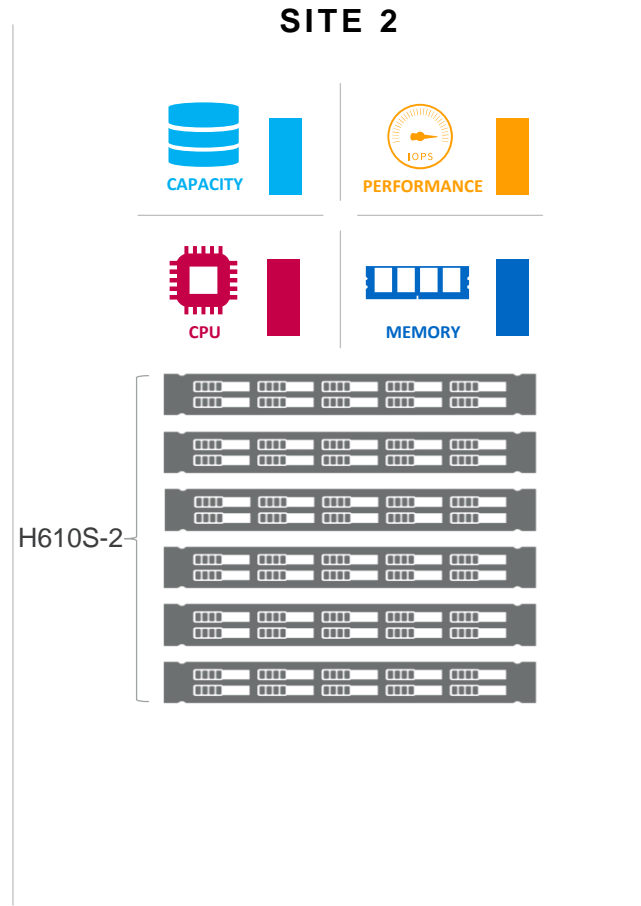 SITE 2
IOPS
CAPACITY
PERFORMANCE
CPU
MEMORY
H610S-2